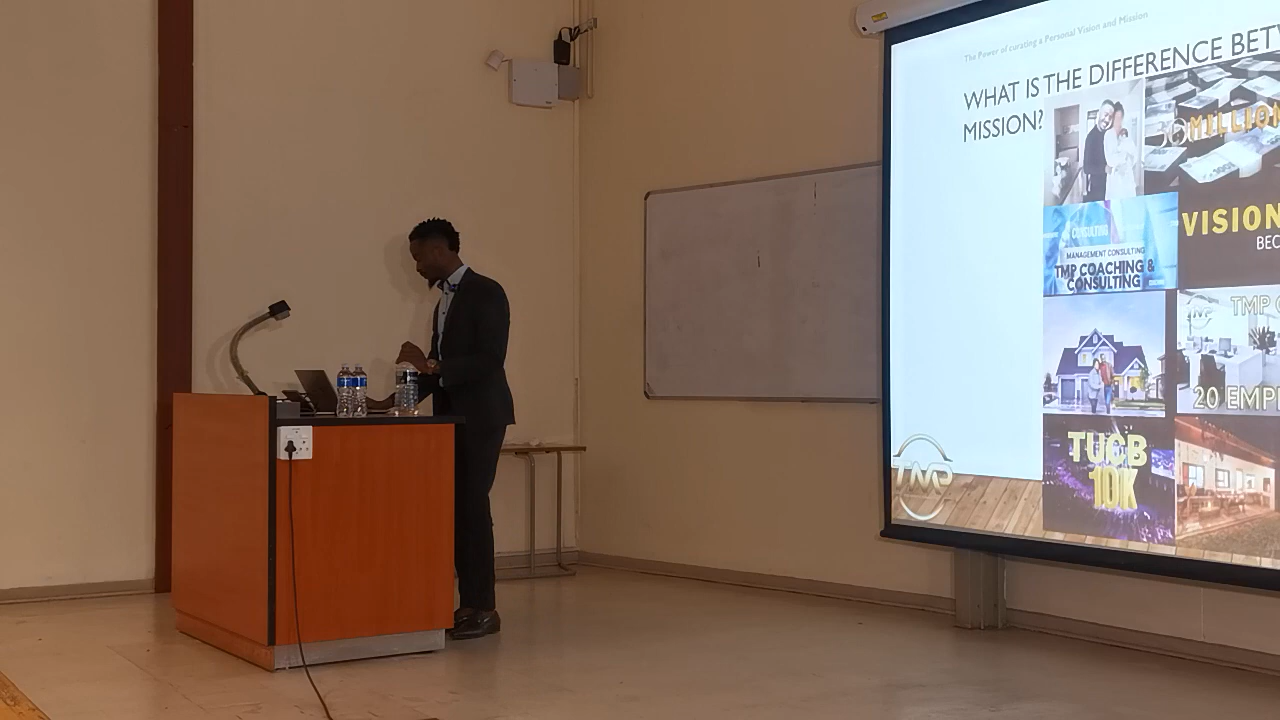 The Power of curating a Personal Vision and Mission
WHAT IS THE DIFFERENCE BET
MISSION?
MILLION
CONSULTING
MANAGEMENT CONSULTING
TMP COACHING &
CONSULTING
VISION
BEC
TMP
20 EMP
TUCB
10K
TMP